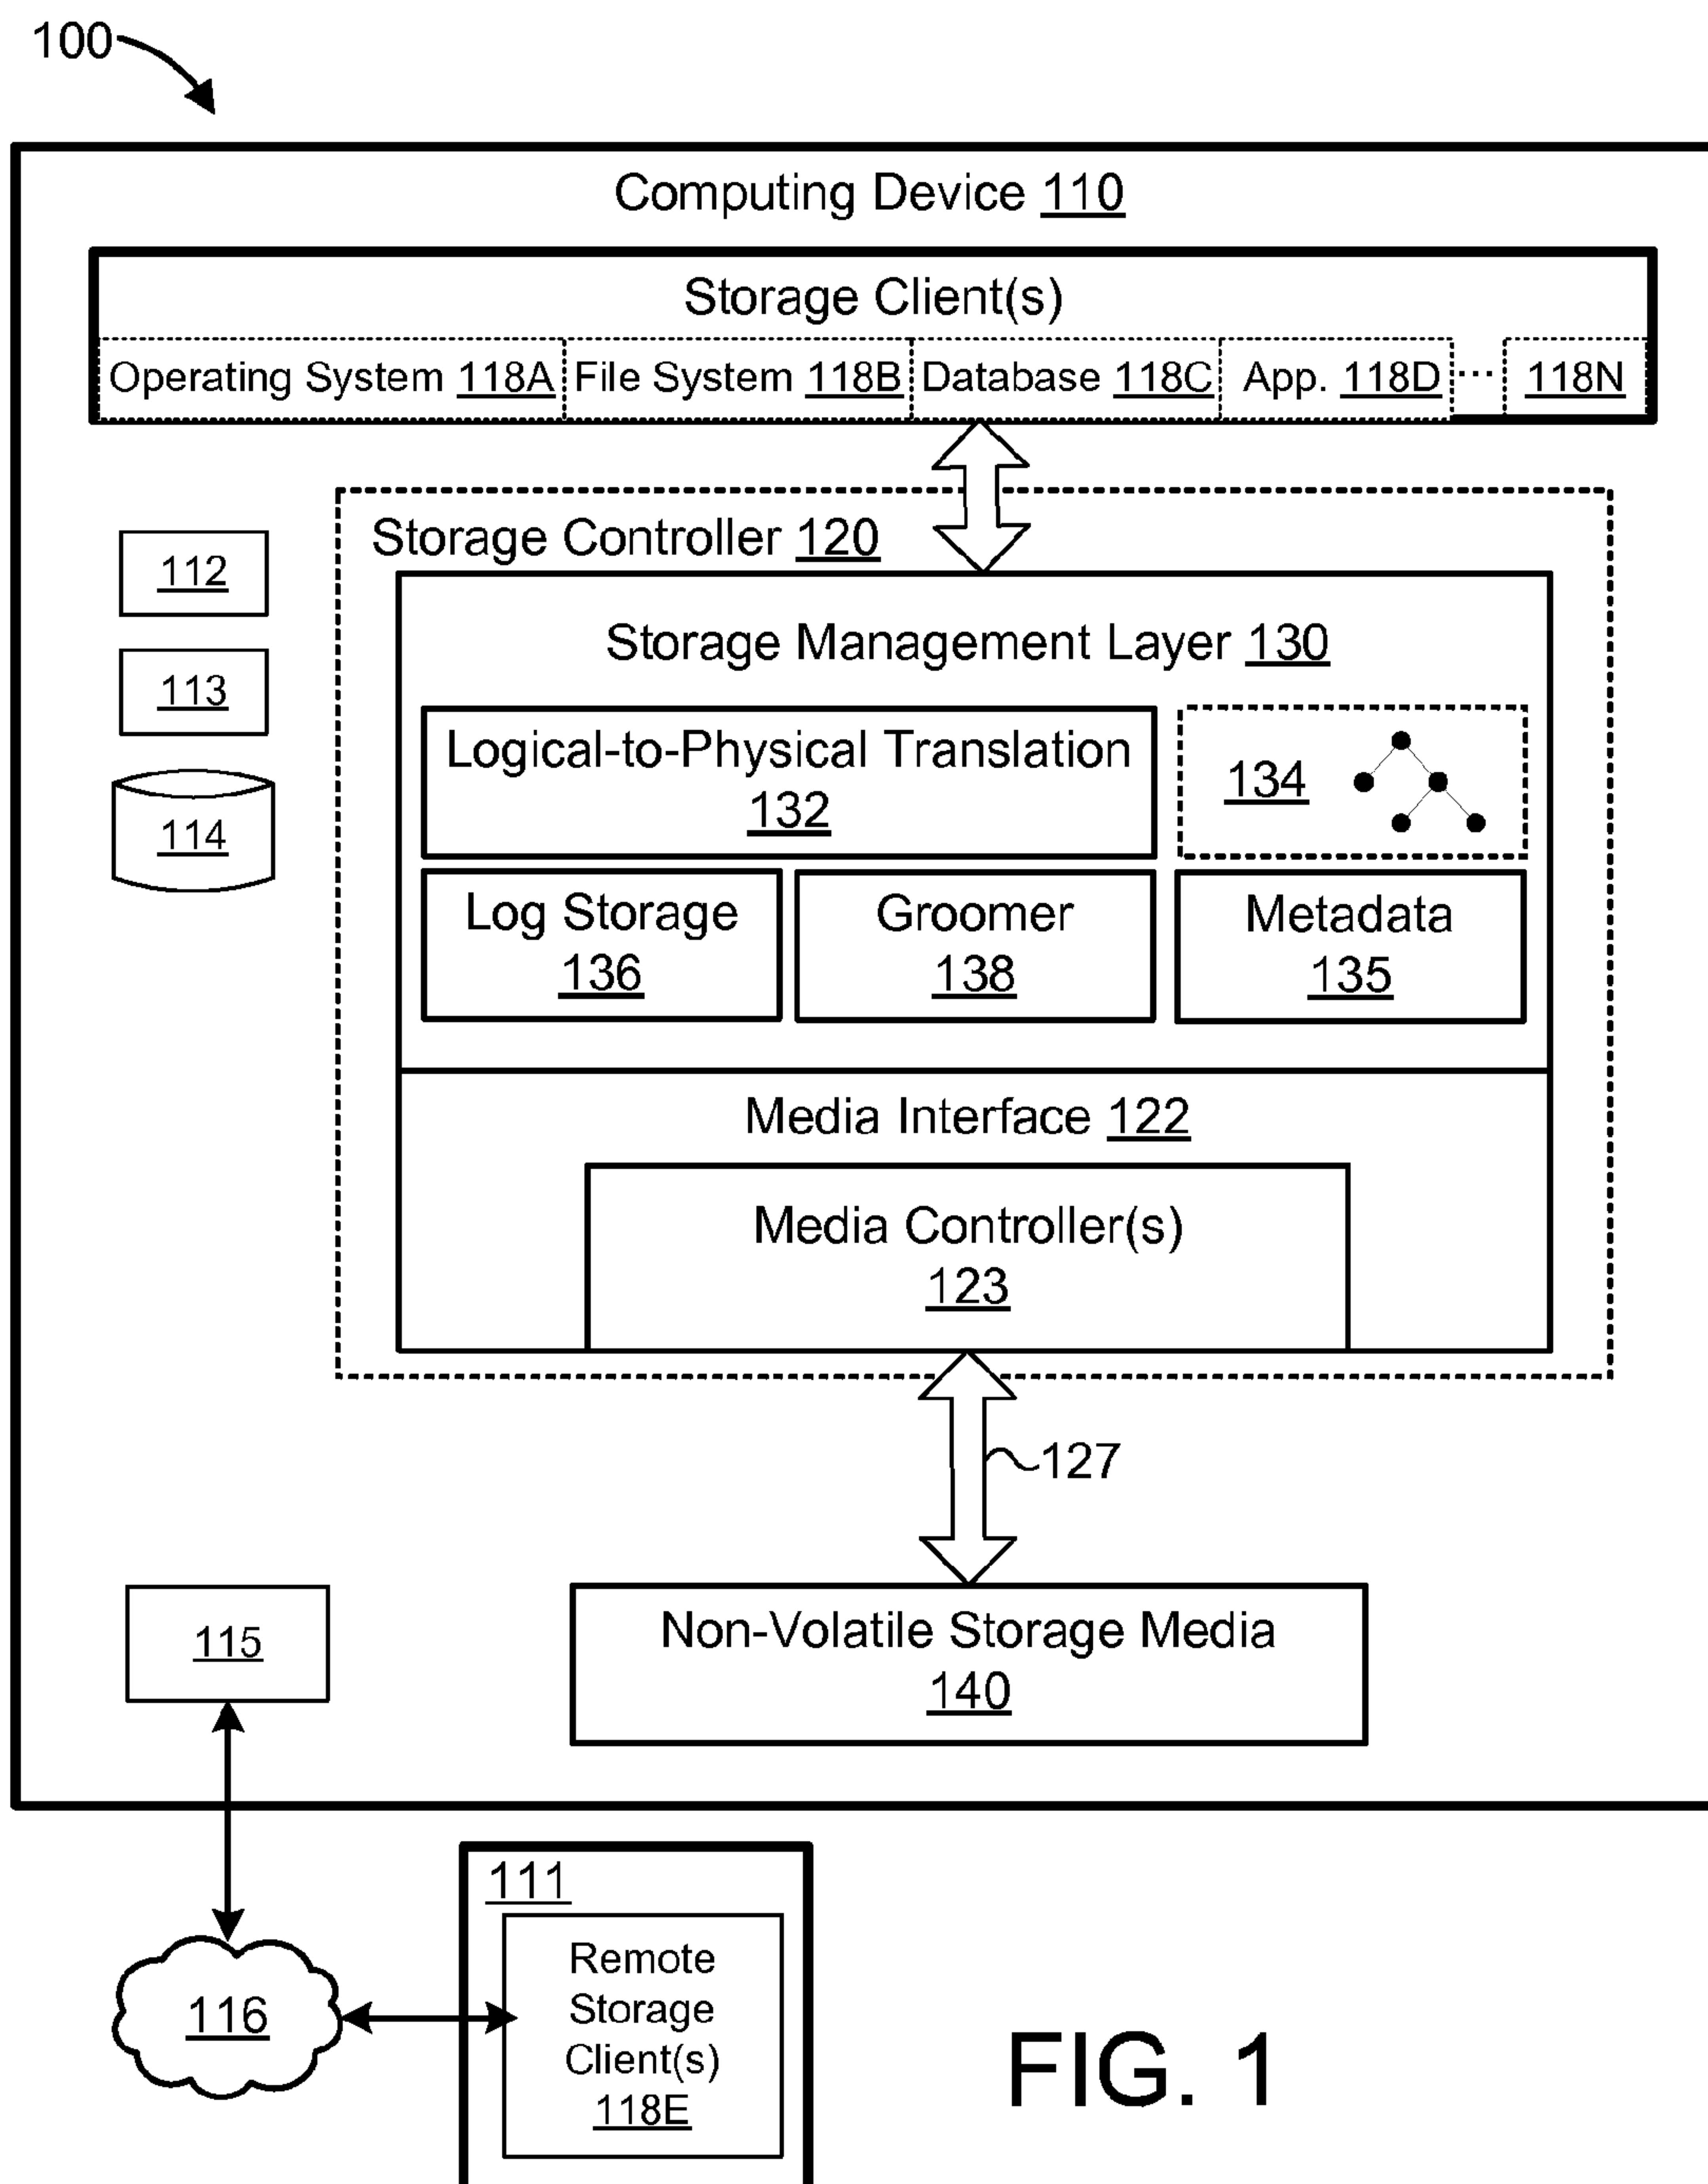 100
Computing Device 110
Storage Client(s)
Operating System 118A File System 118B Database 118C App. 118D ... 118N
Storage Controller 120
112
113
114
Storage Management Layer 130
Logical-to-Physical Translation
132
134
Log Storage
136
Groomer
138
Metadata
135
Media Interface 122
Media Controller(s)
123
127
Non-Volatile Storage Media
140
115
111
116
Remote
Storage
Client(s)
118E
FIG. 1